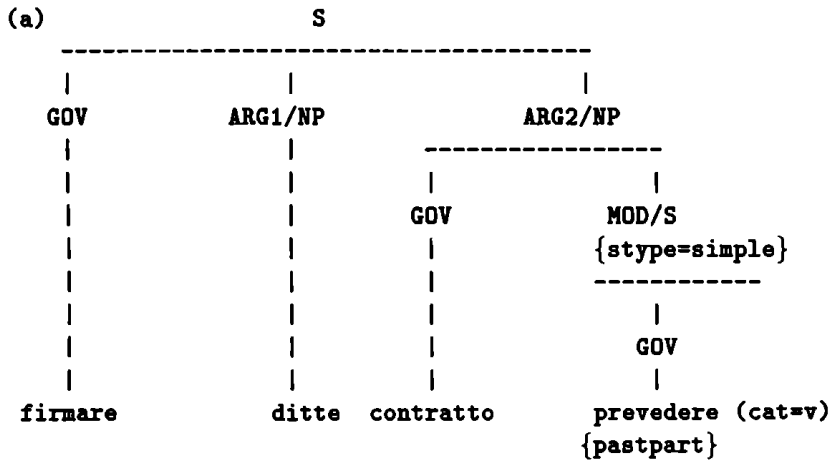 (a) S
GOV ARG1/NP ARG2/NP
GOV MOD/S
{stype=simple}
GOV
firmare ditte contratto prevedere (cat=v)
{pastpart}